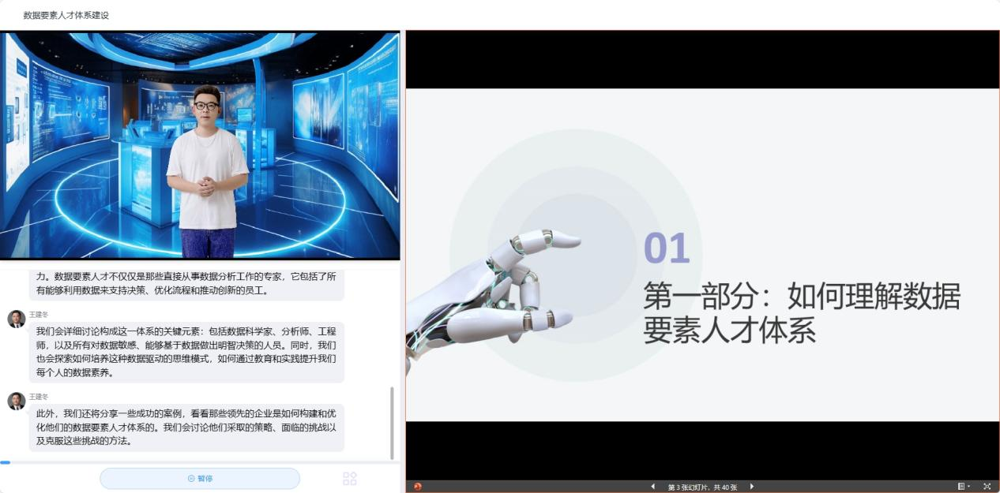 数据要素人才体系建设
力。数据要素人才不仅仅是那些直接从事数据分析工作的专家，它包括了所
有能够利用数据来支持决策、优化流程和推动创新的员工。
王建冬
我们会详细讨论构成这一体系的关键元素：包括数据科学家、分析师、工程
师，以及所有对数据敏感、能够基于数据做出明智决策的人员。同时，我们
也会探索如何培养这种数据驱动的思维模式，如何通过教育和实践提升我们
每个人的数据素养。
王建冬
此外，我们还将分享一些成功的案例，看看那些领先的企业是如何构建和优
化他们的数据要素人才体系的。我们会讨论他们采取的策略、面临的挑战以
及克服这些挑战的方法。
暂停
01
第一部分：如何理解数据
要素人才体系
第 3 张幻灯片，共 40 张